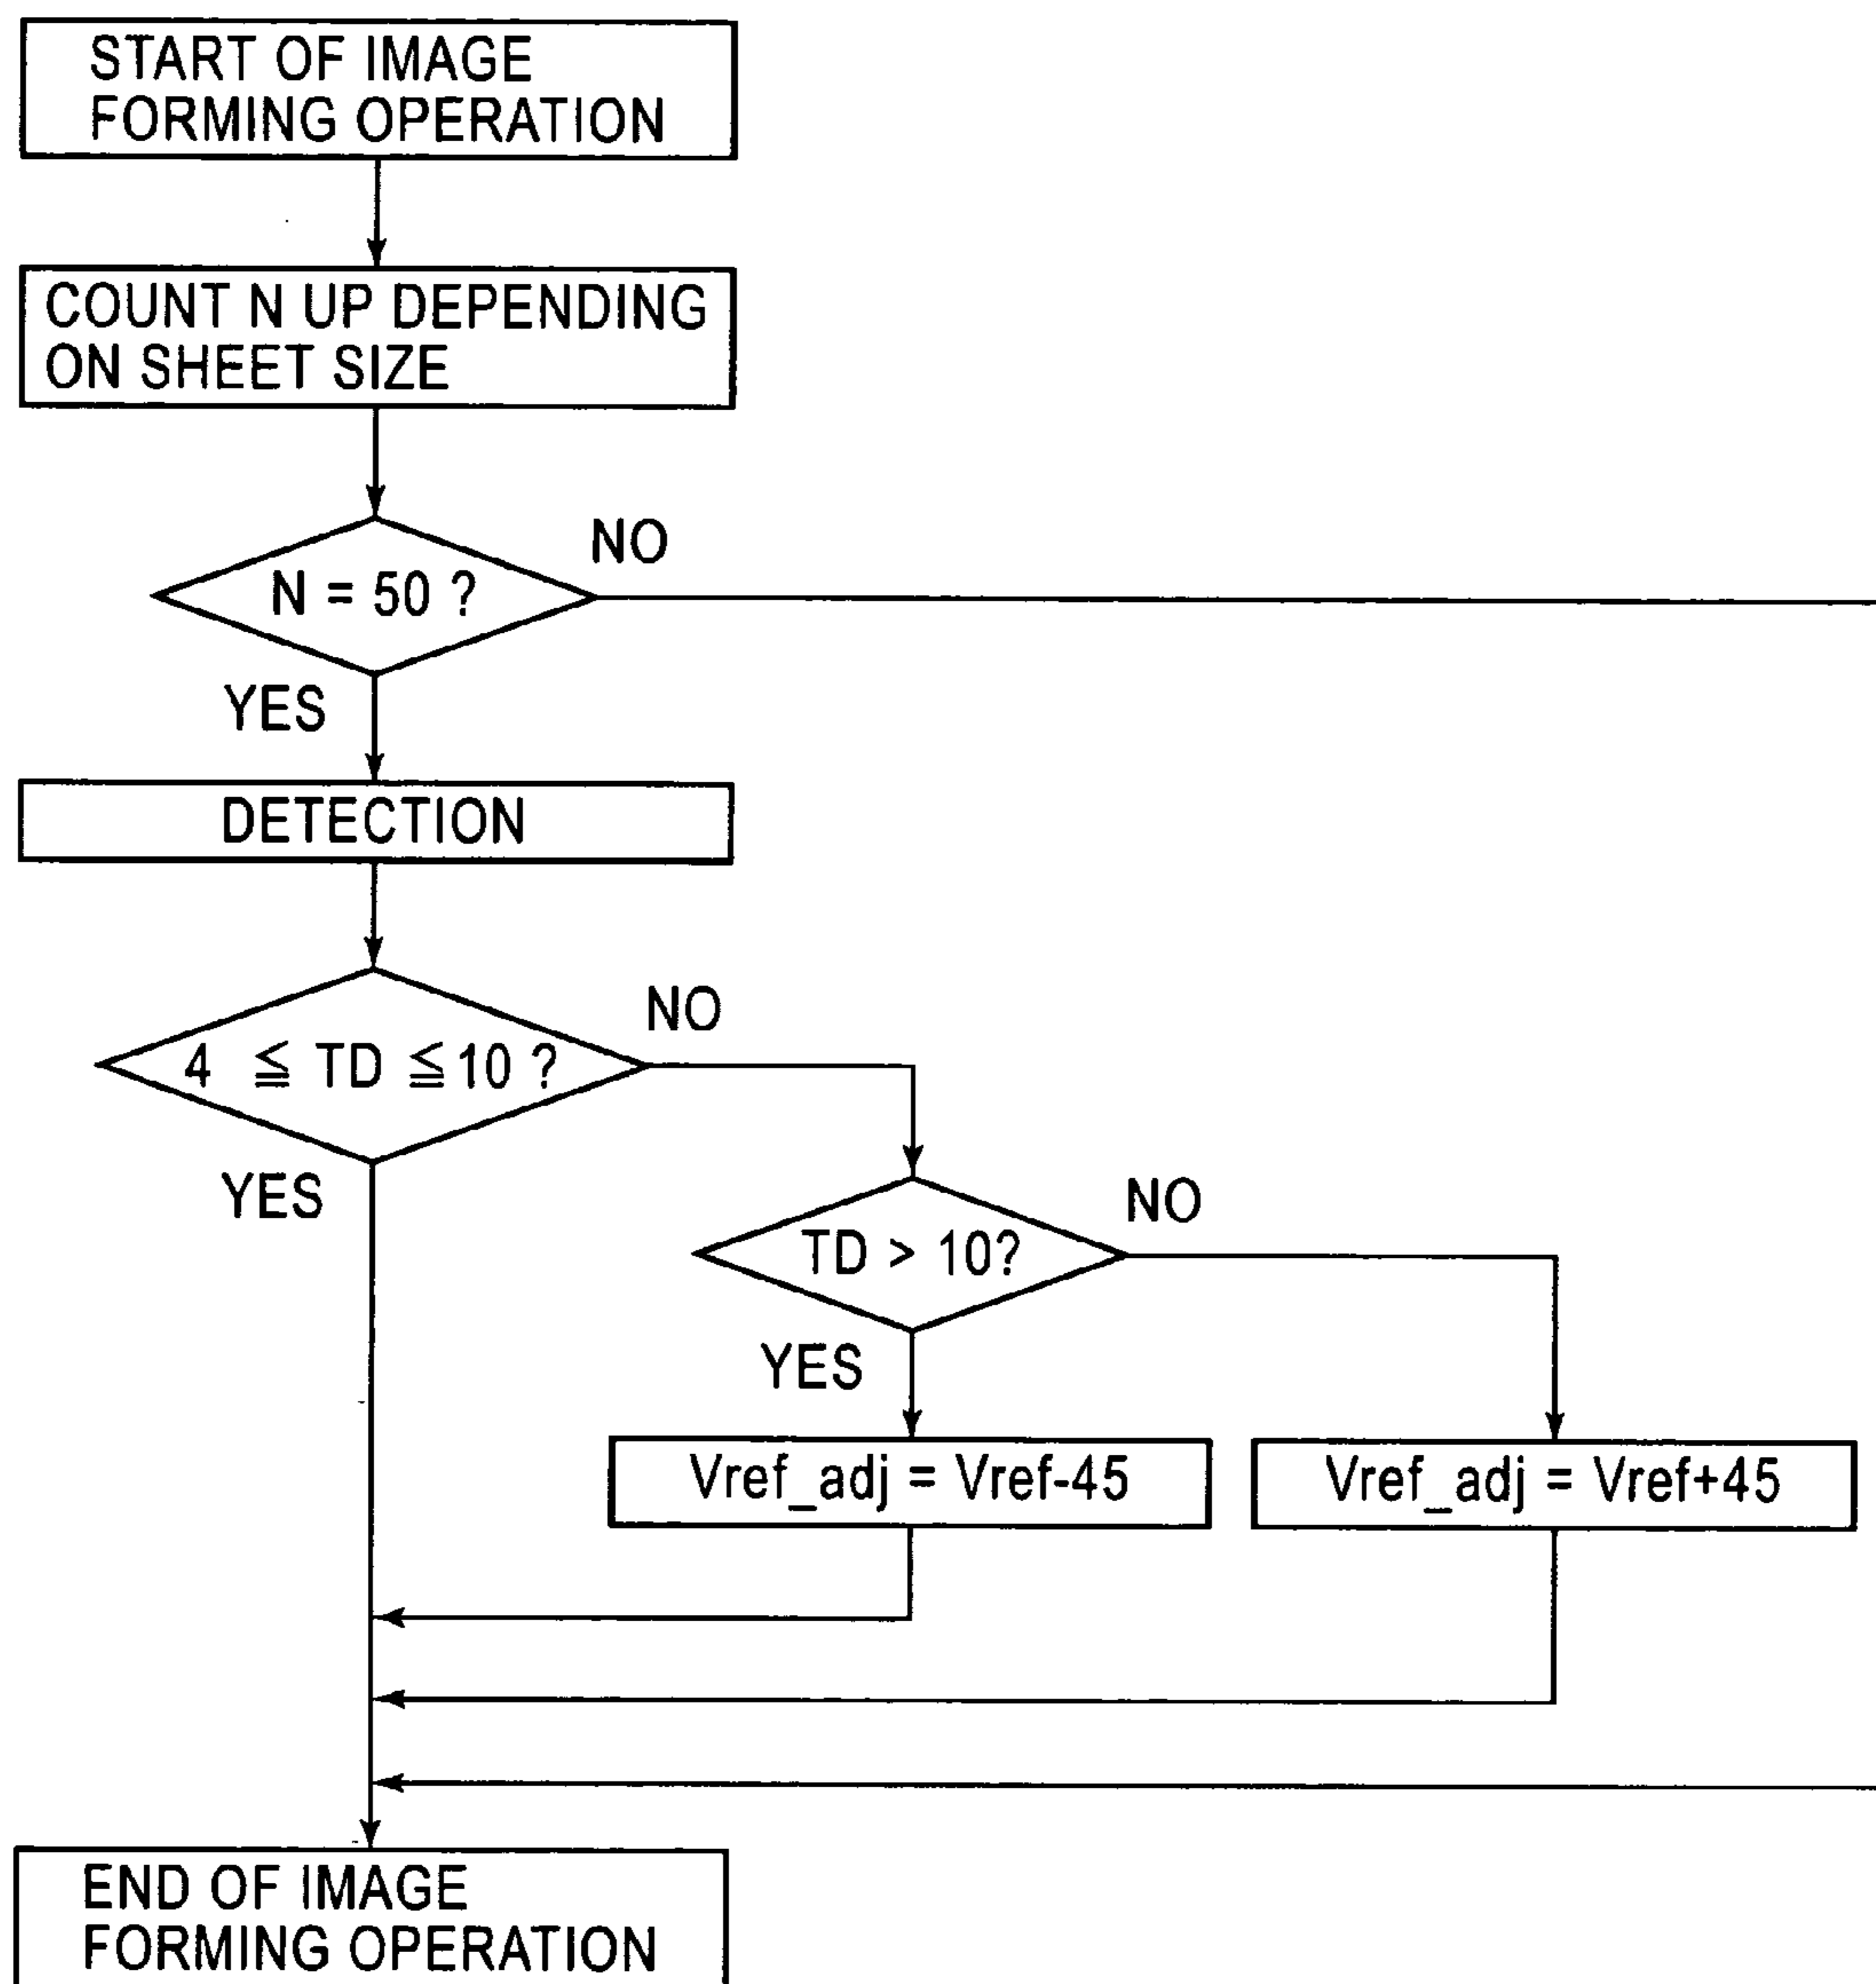 START OF IMAGE
FORMING OPERATION
COUNT N UP DEPENDING
ON SHEET SIZE
NO
N = 50 ?
YES
DETECTION
NO
4 ≦ TD ≦ 10 ?
YES
NO
TD > 10?
YES
Vref_adj = Vref-45
Vref_adj = Vref+45
END OF IMAGE
FORMING OPERATION